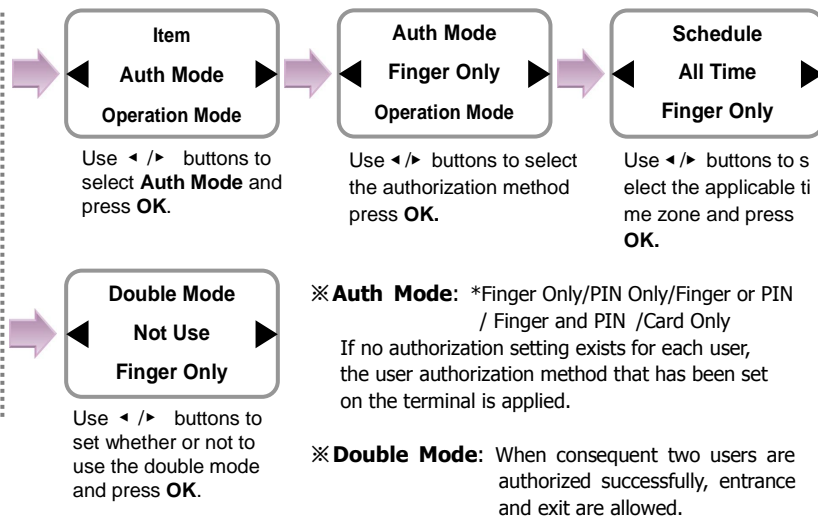 Item
Auth Mode
Operation Mode
Use ◂ /▸ buttons to
select Auth Mode and
press OK.
Auth Mode
Finger Only
Operation Mode
Use ◂ /▸ buttons to select
the authorization method
press OK.
Schedule
All Time
Finger Only
Use ◂ /▸ buttons to s
elect the applicable ti
me zone and press
OK.
Double Mode
Not Use
Finger Only
Use ◂ /▸ buttons to
set whether or not to
use the double mode
and press OK.
※Auth Mode: *Finger Only/PIN Only/Finger or PIN
/ Finger and PIN /Card Only
If no authorization setting exists for each user,
the user authorization method that has been set
on the terminal is applied.
※Double Mode: When consequent two users are
authorized successfully, entrance
and exit are allowed.